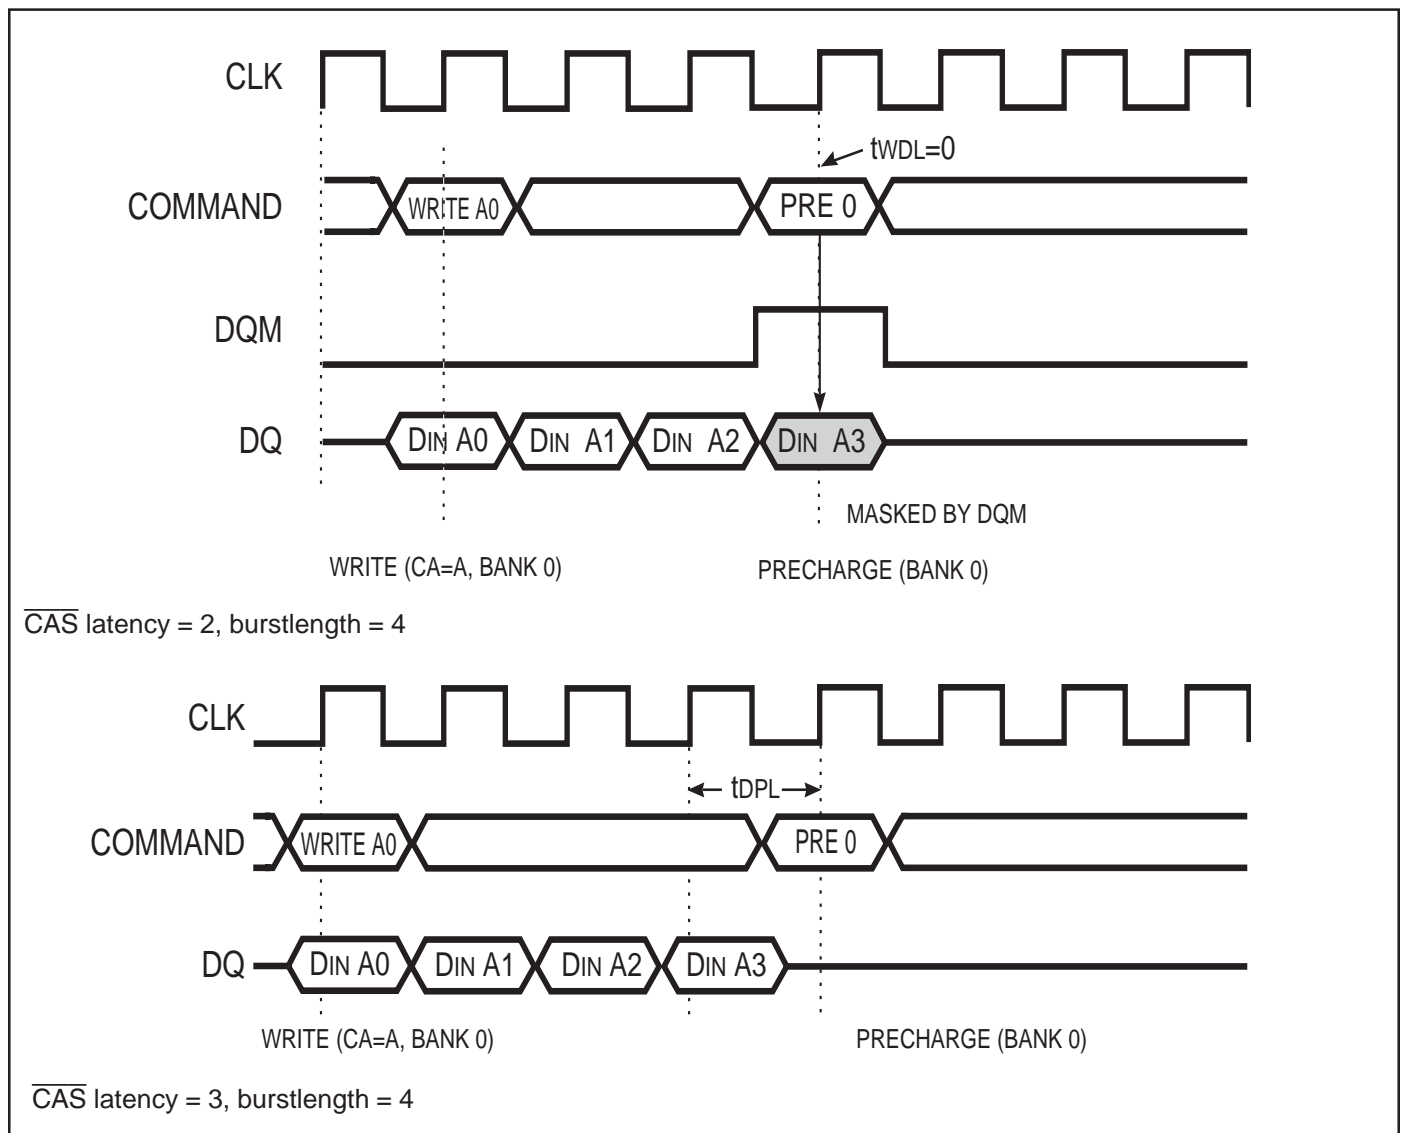 CLK
tWDL=0
COMMAND WRITE A0 PRE 0
DQM
DQ DIN A0 DIN A1 DIN A2 DIN A3
MASKED BY DQM
WRITE (CA=A, BANK 0) PRECHARGE (BANK 0)
C̅A̅S̅ latency = 2, burstlength = 4
CLK
tDPL
COMMAND WRITE A0 PRE 0
DQ DIN A0 DIN A1 DIN A2 DIN A3
WRITE (CA=A, BANK 0) PRECHARGE (BANK 0)
C̅A̅S̅ latency = 3, burstlength = 4